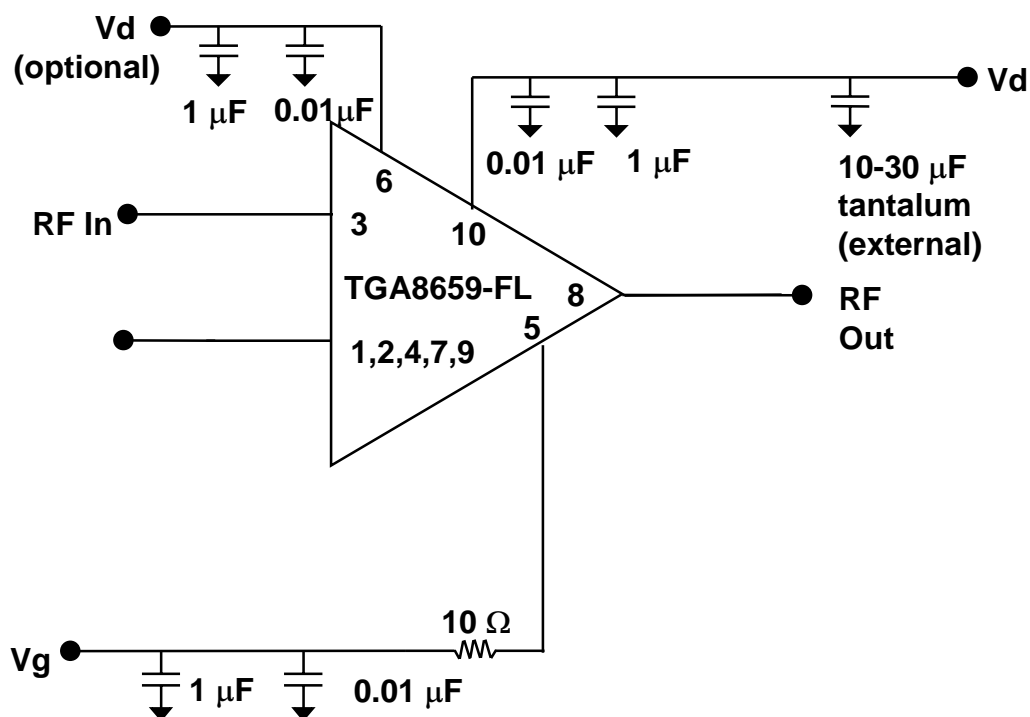 Vd
(optional)
1 μF
0.01μF
Vd
0.01 μF
1 μF
10-30 μF
tantalum
(external)
6
RF In
3
10
TGA8659-FL
8
RF
Out
5
1,2,4,7,9
10 Ω
Vg
1 μF
0.01 μF